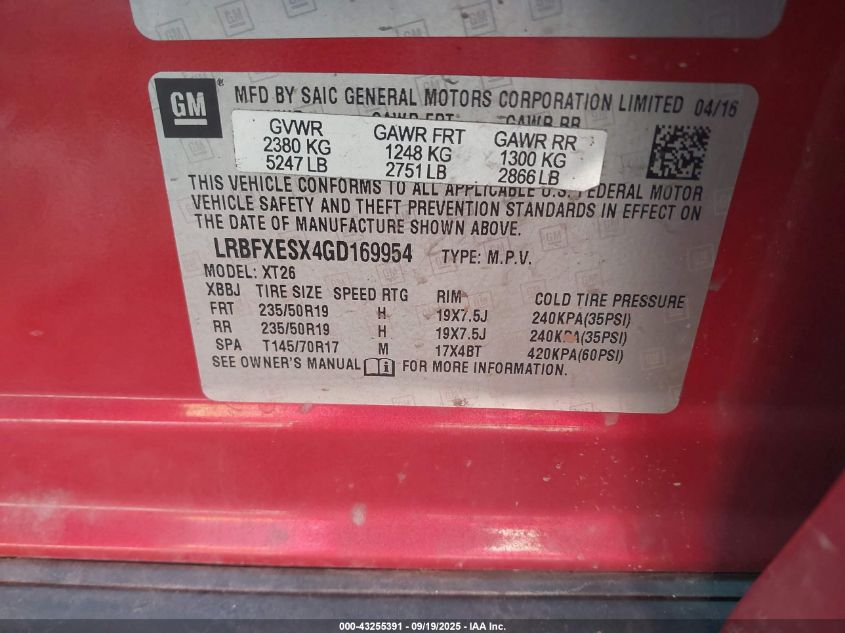 GM
MFD BY SAIC GENERAL MOTORS CORPORATION LIMITED 04/16
GAWR FRT GAWR RR
GVWR GAWR FRT GAWR RR
2380 KG 1248 KG 1300 KG
5247 LB 2751 LB 2866 LB
THIS VEHICLE CONFORMS TO ALL APPLICABLE U.S. FEDERAL MOTOR
VEHICLE SAFETY AND THEFT PREVENTION STANDARDS IN EFFECT ON
THE DATE OF MANUFACTURE SHOWN ABOVE.
LRBFXESX4GD169954 TYPE: M.P.V.
MODEL: XT26
XBBJ TIRE SIZE SPEED RTG RIM COLD TIRE PRESSURE
FRT 235/50R19 H 19X7.5J 240KPA(35PSI)
RR 235/50R19 H 19X7.5J 240KPA(35PSI)
SPA T145/70R17 M 17X4BT 420KPA(60PSI)
SEE OWNER'S MANUAL FOR MORE INFORMATION.
000-43255391 - 09/19/2025 - IAA Inc.